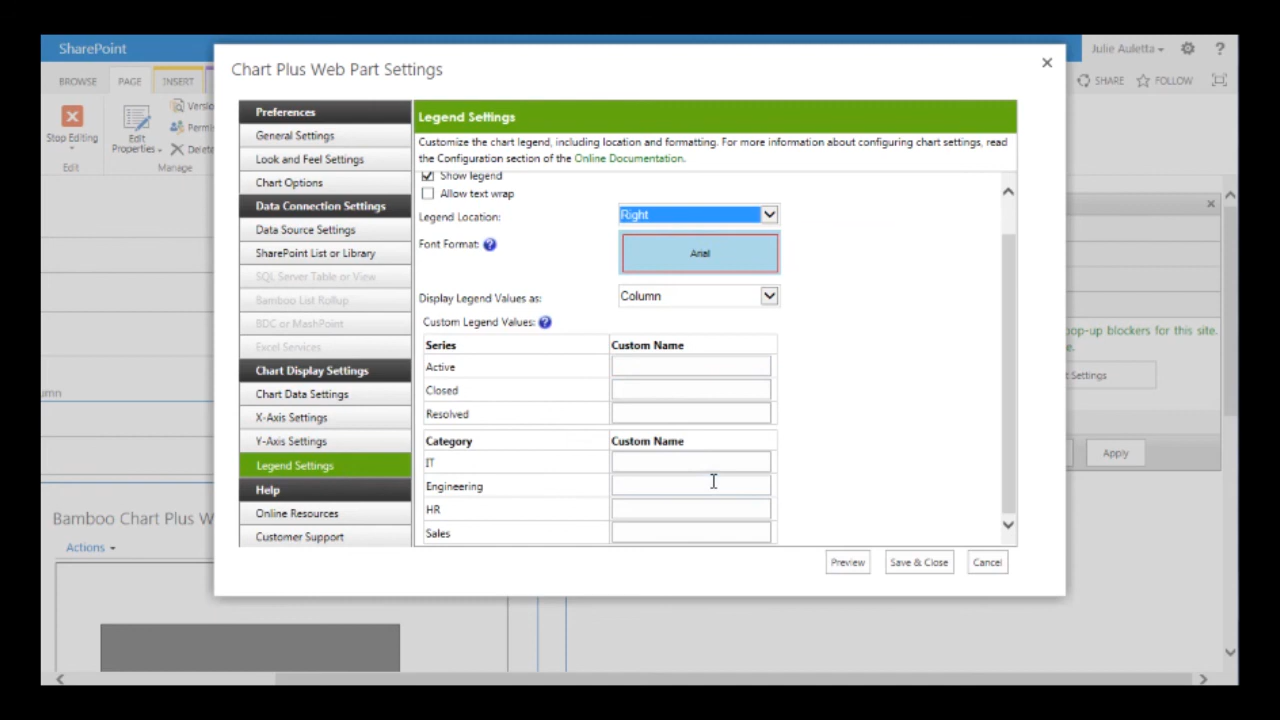 SharePoint
Julie Auletta
?
BROWSE PAGE INSERT
SHARE FOLLOW
Stop Editing
Edit
Properties
Delete
Edit
Manage
Chart Plus Web Part Settings
Preferences
General Settings
Look and Feel Settings
Chart Options
Data Connection Settings
Data Source Settings
SharePoint List or Library
SQL Server Table or View
Bamboo List Rollup
BDC or MashPoint
Excel Services
Chart Display Settings
Chart Data Settings
X-Axis Settings
Y-Axis Settings
Legend Settings
Help
Online Resources
Customer Support
Legend Settings
Customize the chart legend, including location and formatting. For more information about configuring chart settings, read
the Configuration section of the Online Documentation.
Show legend
Allow text wrap
Legend Location: Right
Font Format: ? Arial
Display Legend Values as: Column
Custom Legend Values: ?
Series Custom Name
Active
Closed
Resolved
Category Custom Name
IT
Engineering
HR
Sales
Preview Save & Close Cancel
pop-up blockers for this site.
Settings
Apply
Bamboo Chart Plus W
Actions